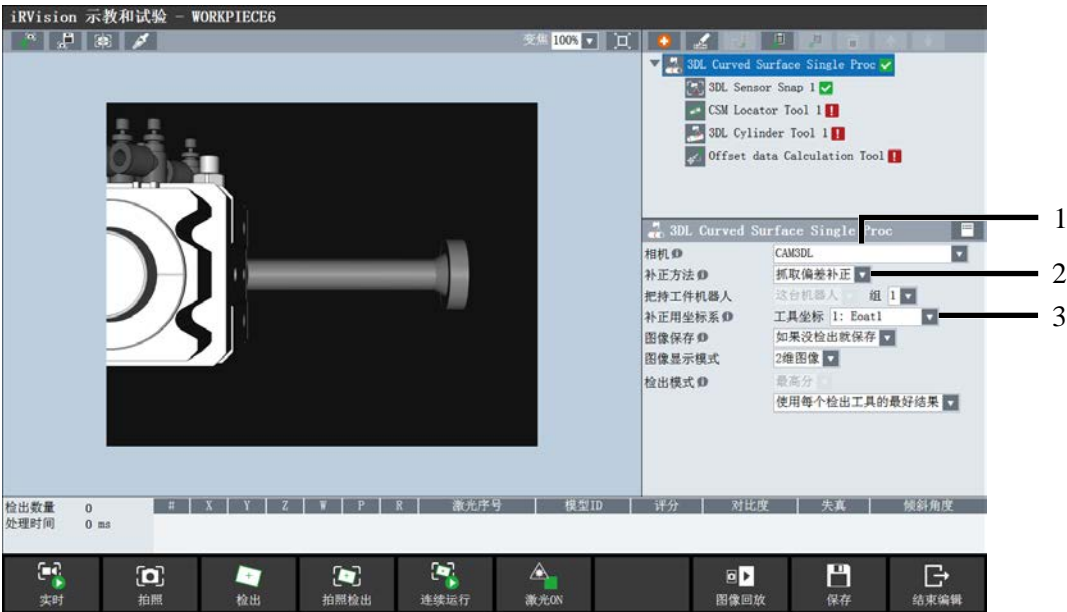 iRVision 示教和试验 - WORKPIECE6
变焦 100%
3DL Curved Surface Single Proc
3DL Sensor Snap 1
CSM Locator Tool 1
3DL Cylinder Tool 1
Offset data Calculation Tool
3DL Curved Surface Single Proc
1
相机 CAM3DL
补正方法 抓取偏差补正
2
把持工件机器人 这台机器人 组 1
补正用坐标系 工具坐标 1: Eoat1
3
图像保存 如果没检出就保存
图像显示模式 2维图像
检出模式 最高分
使用每个检出工具的最好结果
检出数量 0
# X Y Z W P R 激光序号 模型ID 评分 对比度 失真 倾斜角度
处理时间 0 ms
实时 拍照 检出 拍照检出 连续运行 激光ON 图像回放 保存 结束编辑